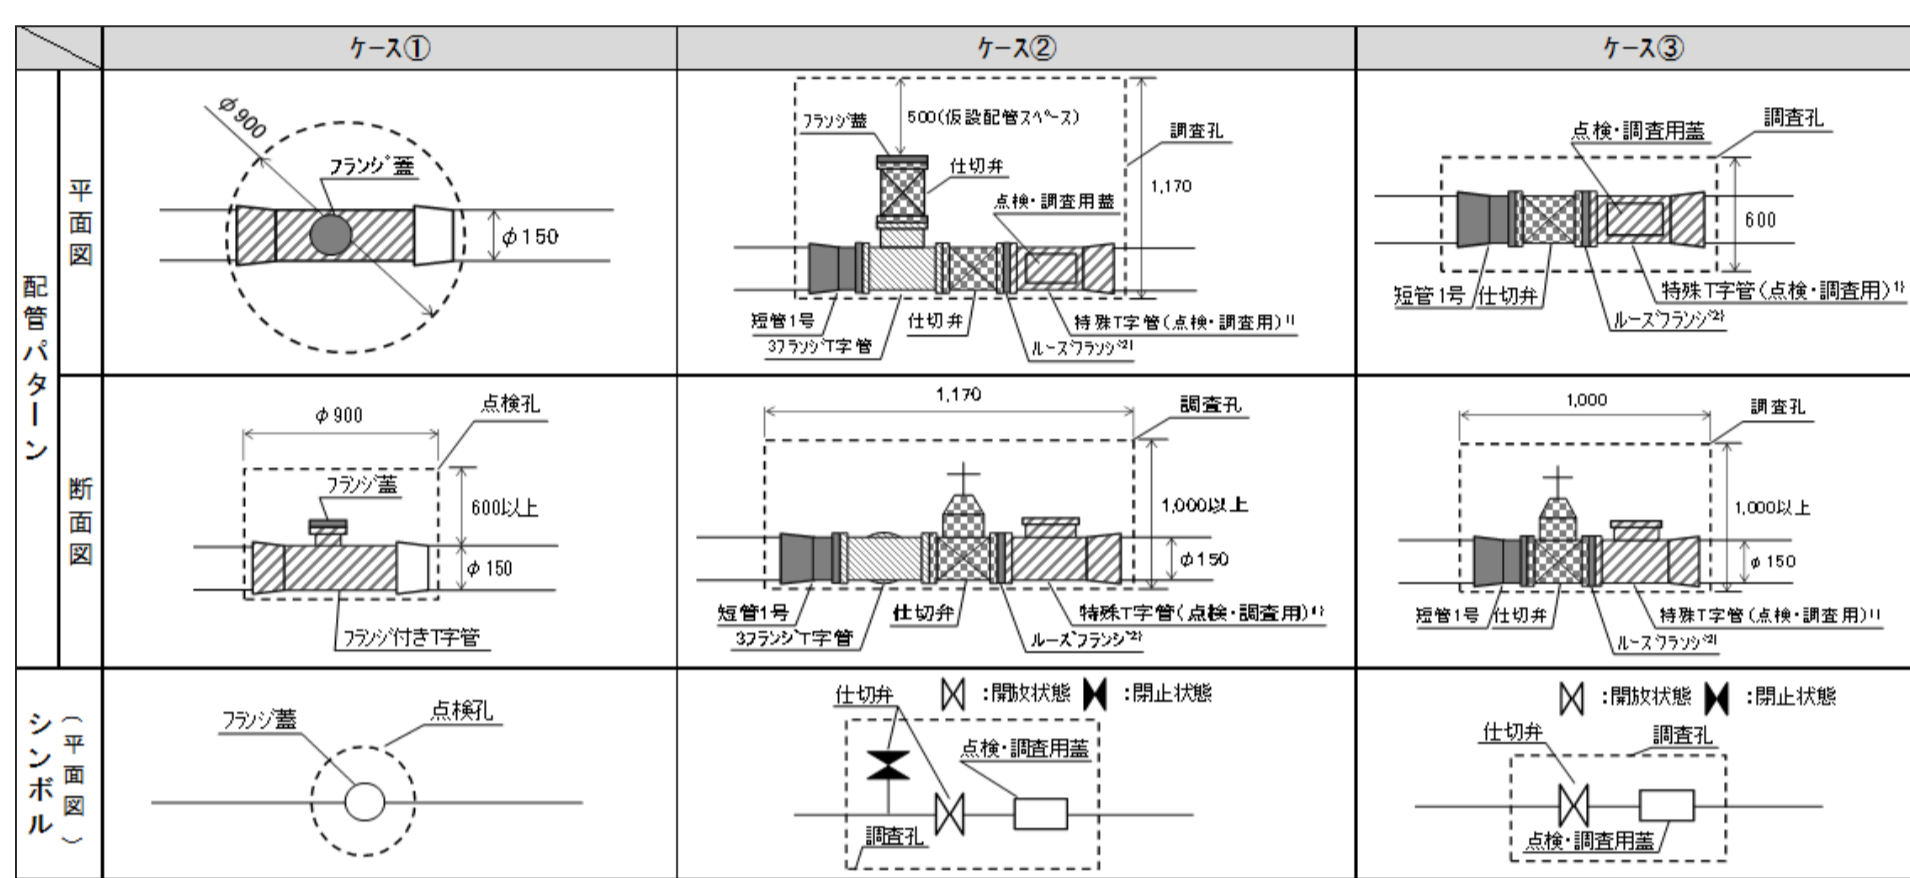 ケース①
ケース②
ケース③
配管パターン
平面図
φ900
フランジ蓋
φ150
フランジ蓋
500(仮設配管スペース)
調査孔
仕切弁
1,170
点検・調査用蓋
短管1号
仕切弁
特殊T字管(点検・調査用)1)
3フランジT字管
ルーズフランジ2)
点検・調査用蓋
調査孔
600
短管1号
仕切弁
特殊T字管(点検・調査用)1)
ルーズフランジ2)
断面図
φ900
点検孔
フランジ蓋
600以上
φ150
フランジ付きT字管
1,170
調査孔
1,000以上
φ150
短管1号
仕切弁
特殊T字管(点検・調査用)1)
3フランジT字管
ルーズフランジ2)
1,000
調査孔
1,000以上
φ150
短管1号
仕切弁
特殊T字管(点検・調査用)1)
ルーズフランジ2)
シンボル
(平面図)
フランジ蓋
点検孔
仕切弁
:開放状態
:閉止状態
点検・調査用蓋
調査孔
:開放状態
:閉止状態
仕切弁
調査孔
点検・調査用蓋